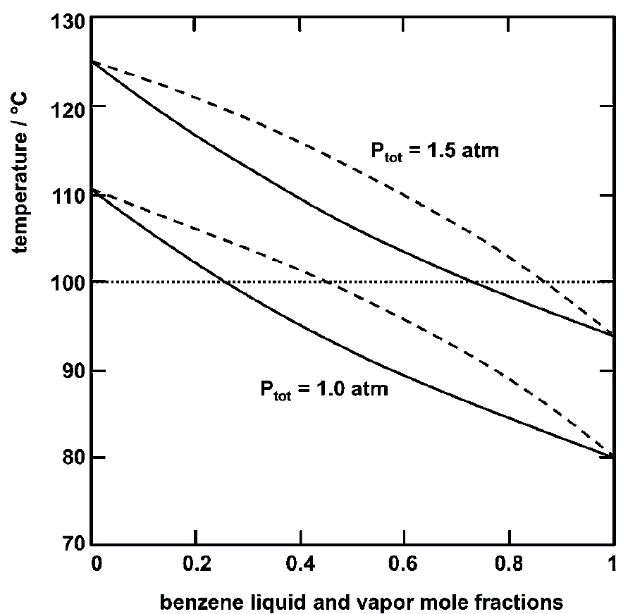 130
120
110
100
90
80
70
temperature / °C
P_tot = 1.5 atm
P_tot = 1.0 atm
0 0.2 0.4 0.6 0.8 1
benzene liquid and vapor mole fractions